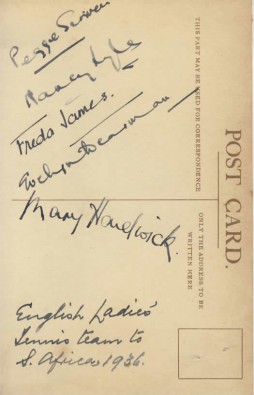 Peggie Scriven
Nancy Lyle
Freda James.
Evelyn Dearman
Mary Hardwick.
English Ladies'
Tennis team to
S. Africa 1936.
POST CARD.
THIS PART MAY BE USED FOR CORRESPONDENCE
ONLY THE ADDRESS TO BE
WRITTEN HERE